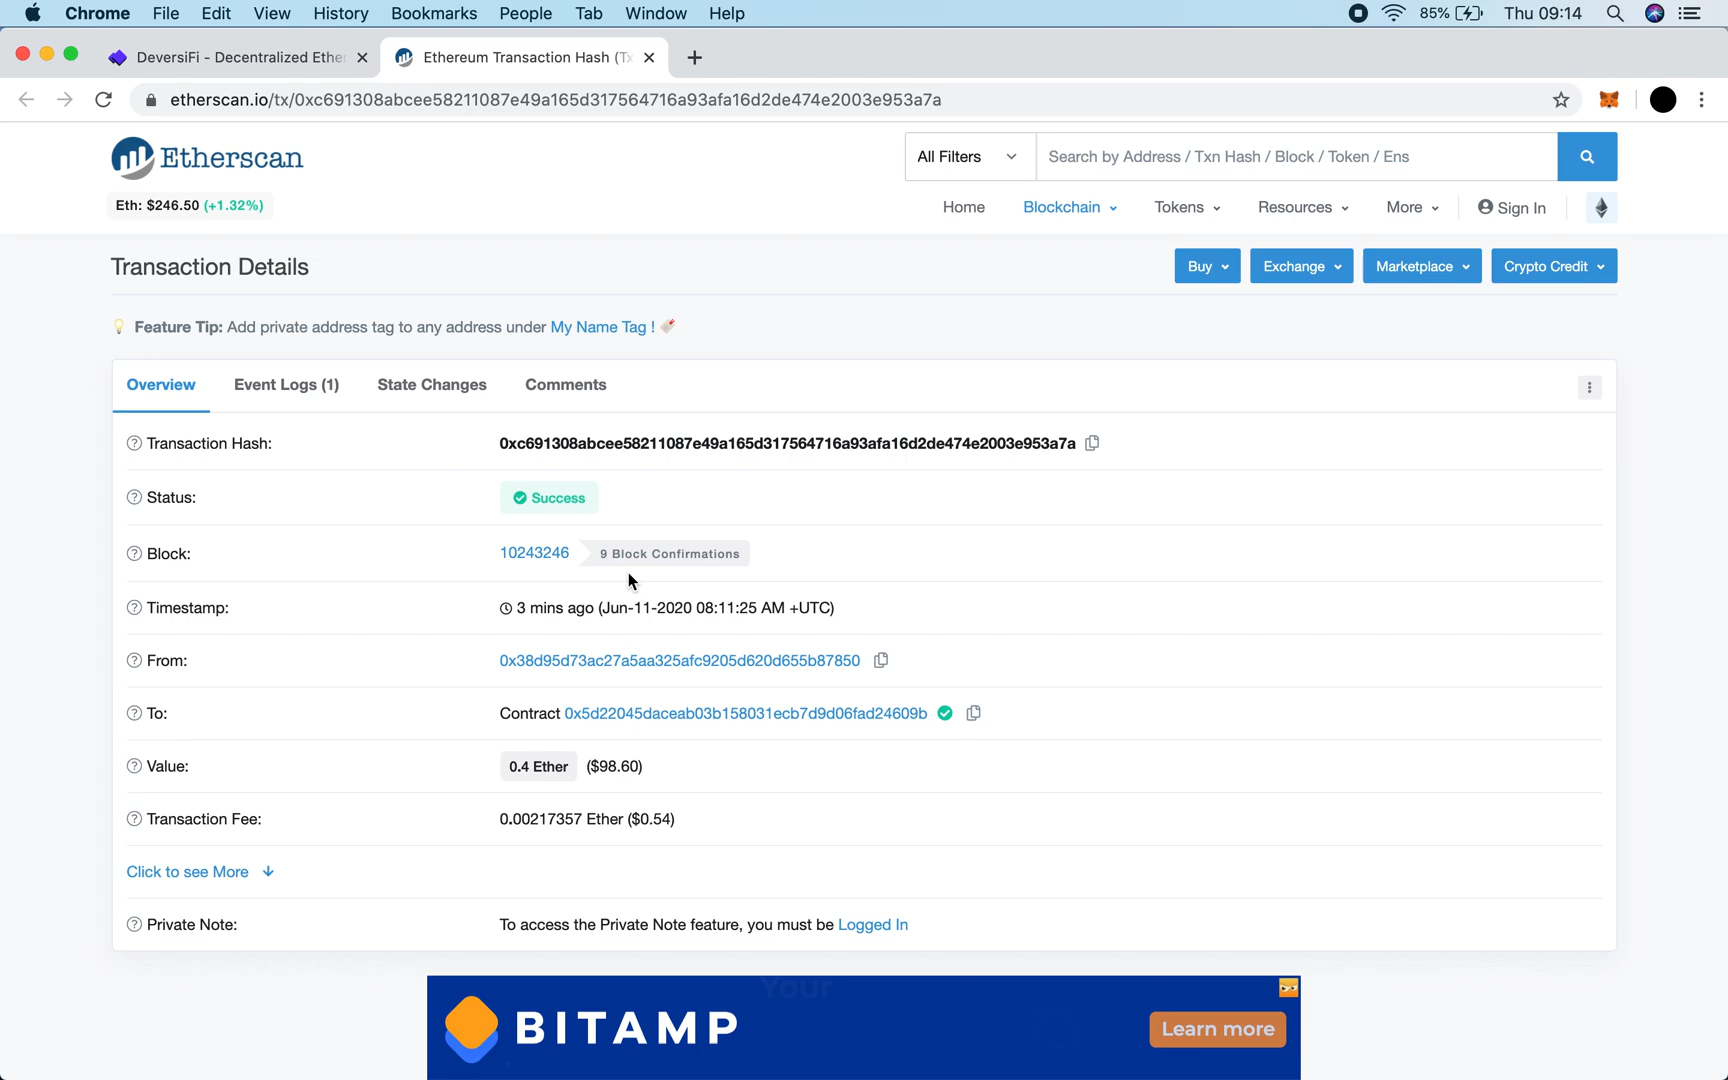 Chrome File Edit View History Bookmarks People Tab Window Help 85% Thu 09:14
DeversiFi - Decentralized Ether Ethereum Transaction Hash (Tx
etherscan.io/tx/0xc691308abcee58211087e49a165d317564716a93afa16d2de474e2003e953a7a
Etherscan All Filters Search by Address / Txn Hash / Block / Token / Ens
Eth: $246.50 (+1.32%) Home Blockchain Tokens Resources More Sign In
Transaction Details Buy Exchange Marketplace Crypto Credit
Feature Tip: Add private address tag to any address under My Name Tag !
Overview Event Logs (1) State Changes Comments
Transaction Hash: 0xc691308abcee58211087e49a165d317564716a93afa16d2de474e2003e953a7a
Status: Success
Block: 10243246 9 Block Confirmations
Timestamp: 3 mins ago (Jun-11-2020 08:11:25 AM +UTC)
From: 0x38d95d73ac27a5aa325afc9205d620d655b87850
To: Contract 0x5d22045daceab03b158031ecb7d9d06fad24609b
Value: 0.4 Ether ($98.60)
Transaction Fee: 0.00217357 Ether ($0.54)
Click to see More
Private Note: To access the Private Note feature, you must be Logged In
Your
BITAMP Learn more